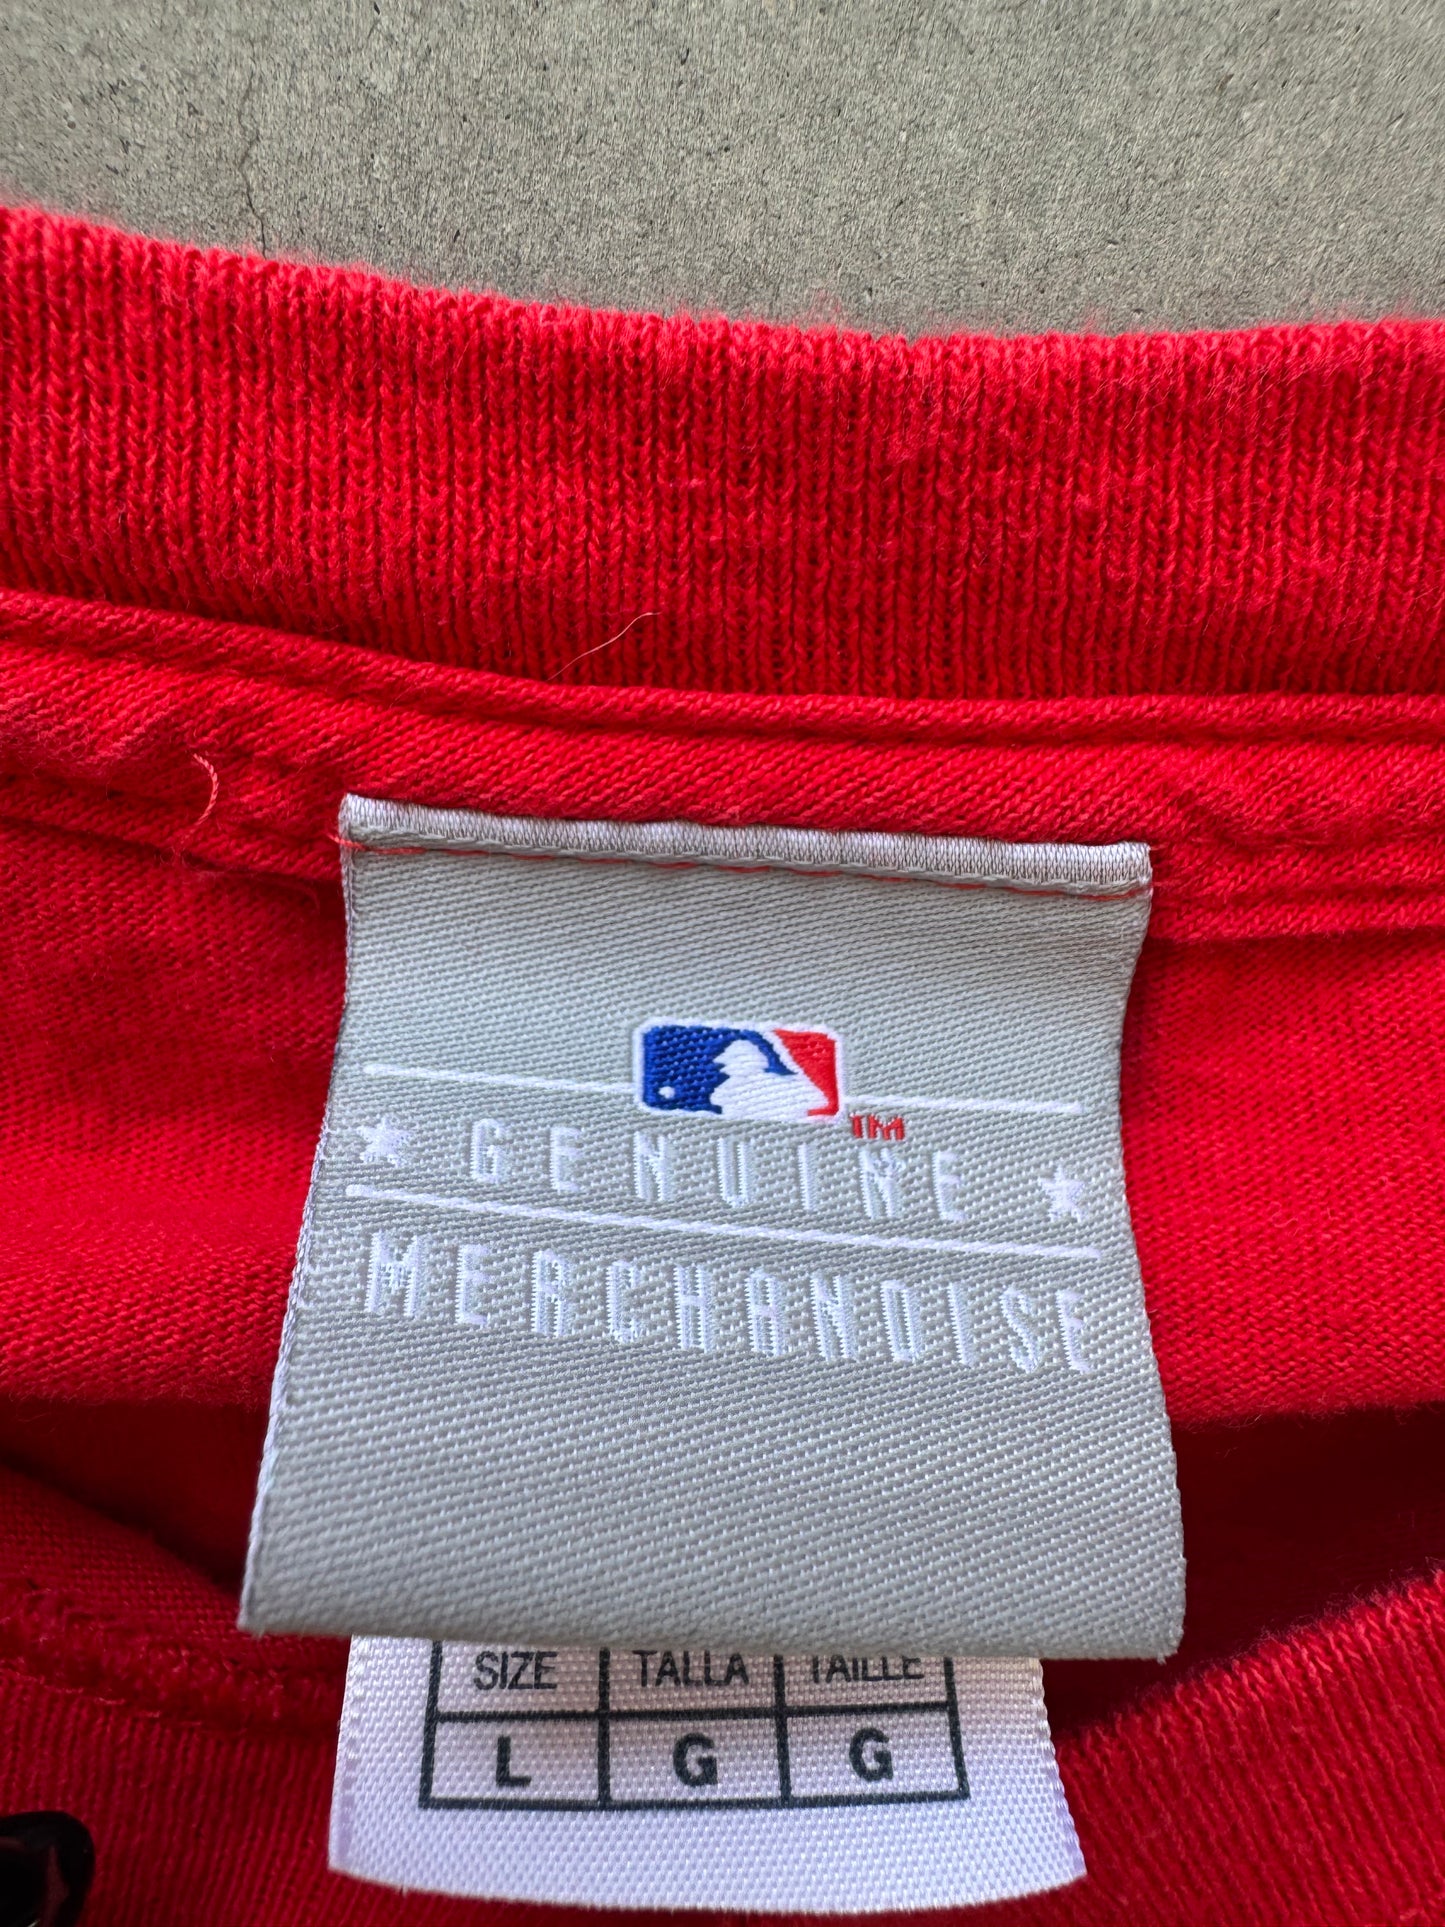 TM
GENUINE
MERCHANDISE
SIZE TALLA TAILLE
L G G